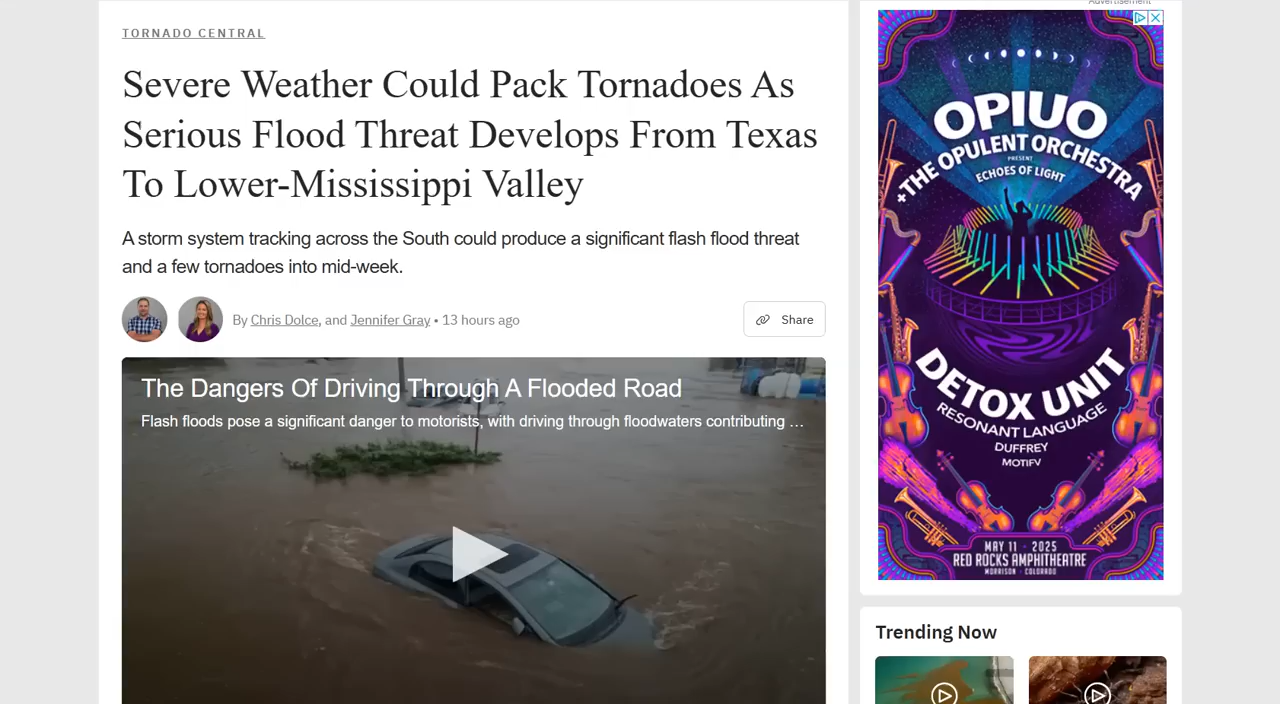 TORNADO CENTRAL
Severe Weather Could Pack Tornadoes As
Serious Flood Threat Develops From Texas
To Lower-Mississippi Valley
A storm system tracking across the South could produce a significant flash flood threat
and a few tornadoes into mid-week.
By Chris Dolce, and Jennifer Gray • 13 hours ago
Share
The Dangers Of Driving Through A Flooded Road
Flash floods pose a significant danger to motorists, with driving through floodwaters contributing ...
Advertisement
OPIUO
+THE OPULENT ORCHESTRA
PRESENT
ECHOES OF LIGHT
DETOX UNIT
RESONANT LANGUAGE
DUFFREY
MOTIFV
MAY 11 · 2025
RED ROCKS AMPHITHEATRE
MORRISON · COLORADO
Trending Now